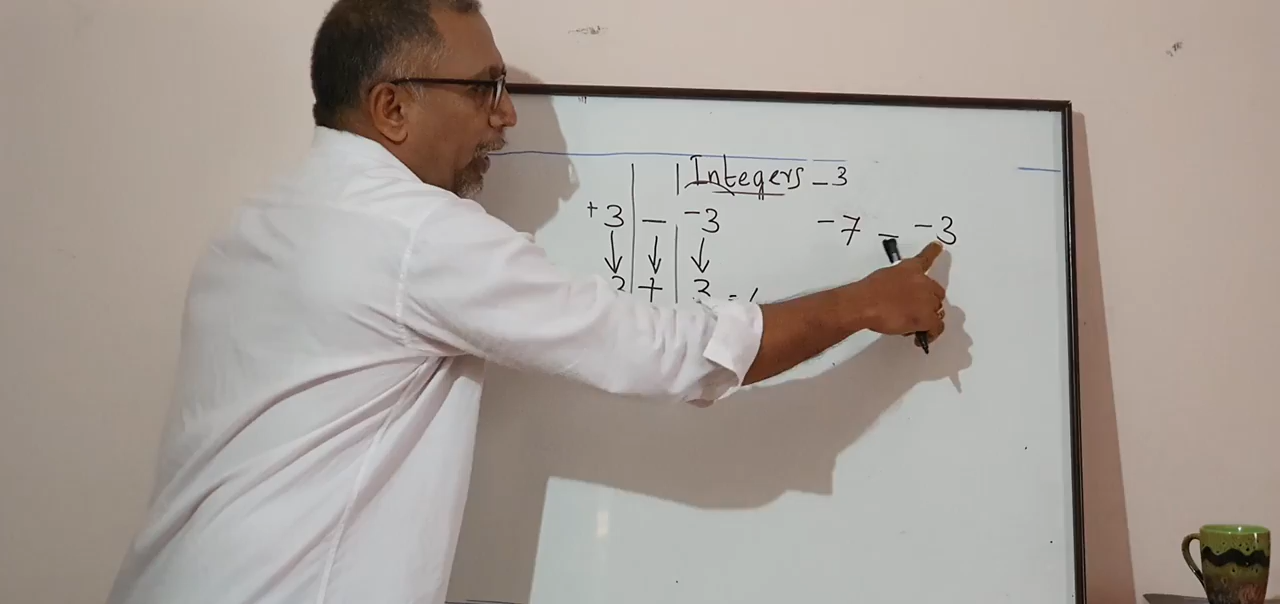 Integers - 3
+3 - -3
-7 - -3
3 + 3 =